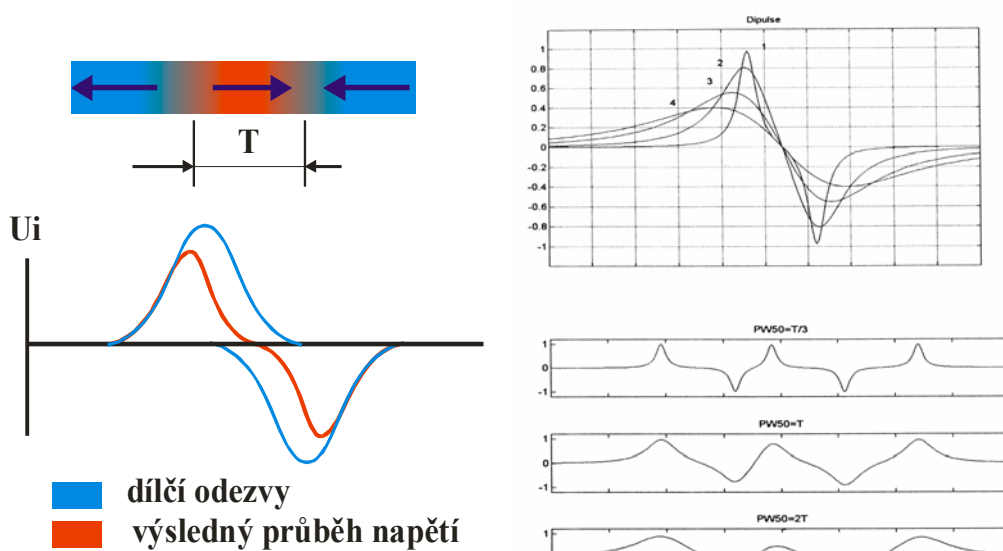 T
Ui
dílčí odezvy
výsledný průběh napětí
Dipulse
1
0.8
0.6
0.4
0.2
0
-0.2
-0.4
-0.6
-0.8
-1
1
2
3
4
PW50=T/3
1
0
-1
PW50=T
1
0
-1
PW50=2T
1